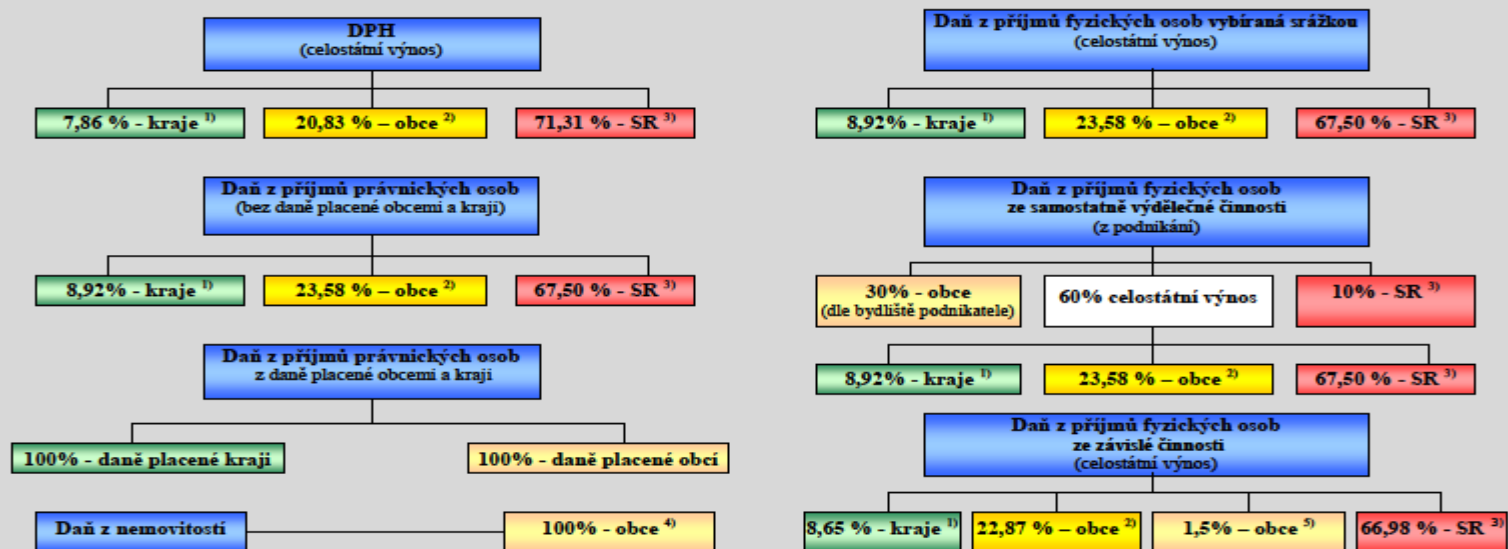 DPH
(celostátní výnos)
7,86 % - kraje 1)
20,83 % – obce 2)
71,31 % - SR 3)
Daň z příjmů právnických osob
(bez daně placené obcemi a kraji)
8,92% - kraje 1)
23,58 % – obce 2)
67,50 % - SR 3)
Daň z příjmů právnických osob
z daně placené obcemi a kraji
100% - daně placené kraji
100% - daně placené obcí
Daň z nemovitostí
100% - obce 4)
Daň z příjmů fyzických osob vybíraná srážkou
(celostátní výnos)
8,92% - kraje 1)
23,58 % – obce 2)
67,50 % - SR 3)
Daň z příjmů fyzických osob
ze samostatně výdělečné činnosti
(z podnikání)
30% - obce
(dle bydliště podnikatele)
60% celostátní výnos
10% - SR 3)
8,92% - kraje 1)
23,58 % – obce 2)
67,50 % - SR 3)
Daň z příjmů fyzických osob
ze závislé činnosti
(celostátní výnos)
8,65 % - kraje 1)
22,87 % – obce 2)
1,5% – obce 5)
66,98 % - SR 3)